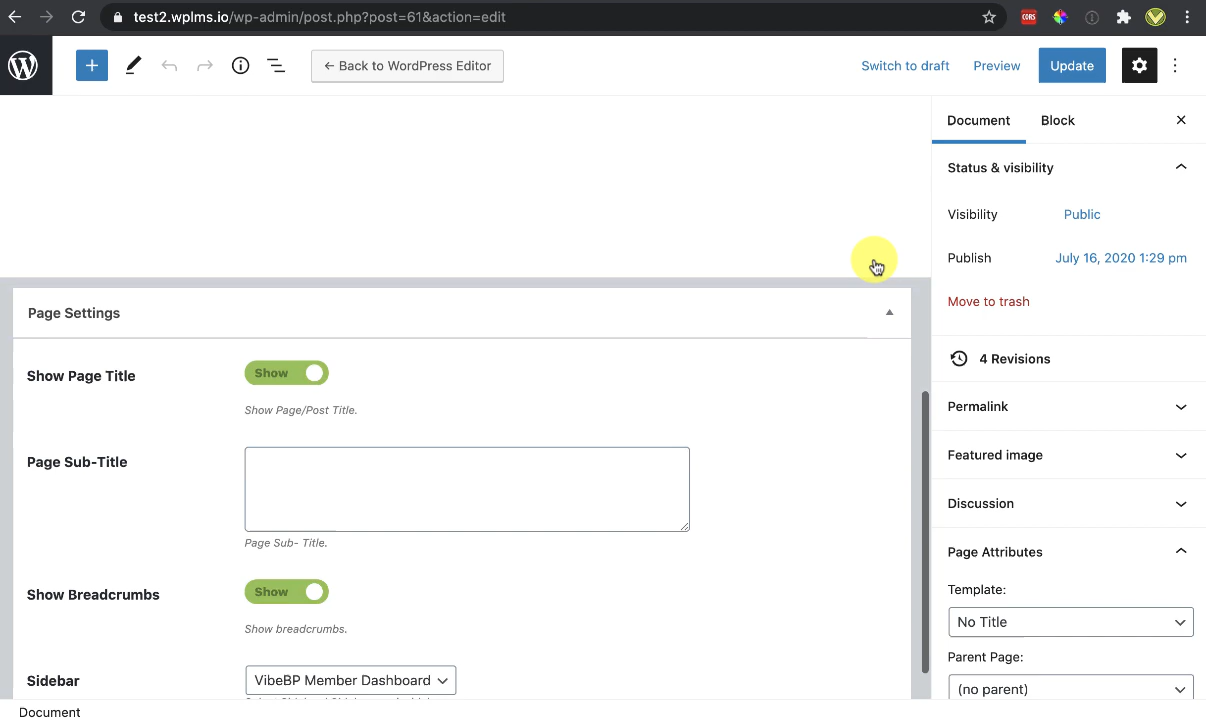 test2.wplms.io/wp-admin/post.php?post=61&action=edit
CORS
← Back to WordPress Editor
Switch to draft
Preview
Update
Document
Block
Status & visibility
Visibility
Public
Publish
July 16, 2020 1:29 pm
Move to trash
4 Revisions
Permalink
Featured image
Discussion
Page Attributes
Template:
No Title
Parent Page:
(no parent)
Page Settings
Show Page Title
Show
Show Page/Post Title.
Page Sub-Title
Page Sub- Title.
Show Breadcrumbs
Show
Show breadcrumbs.
Sidebar
VibeBP Member Dashboard
Document